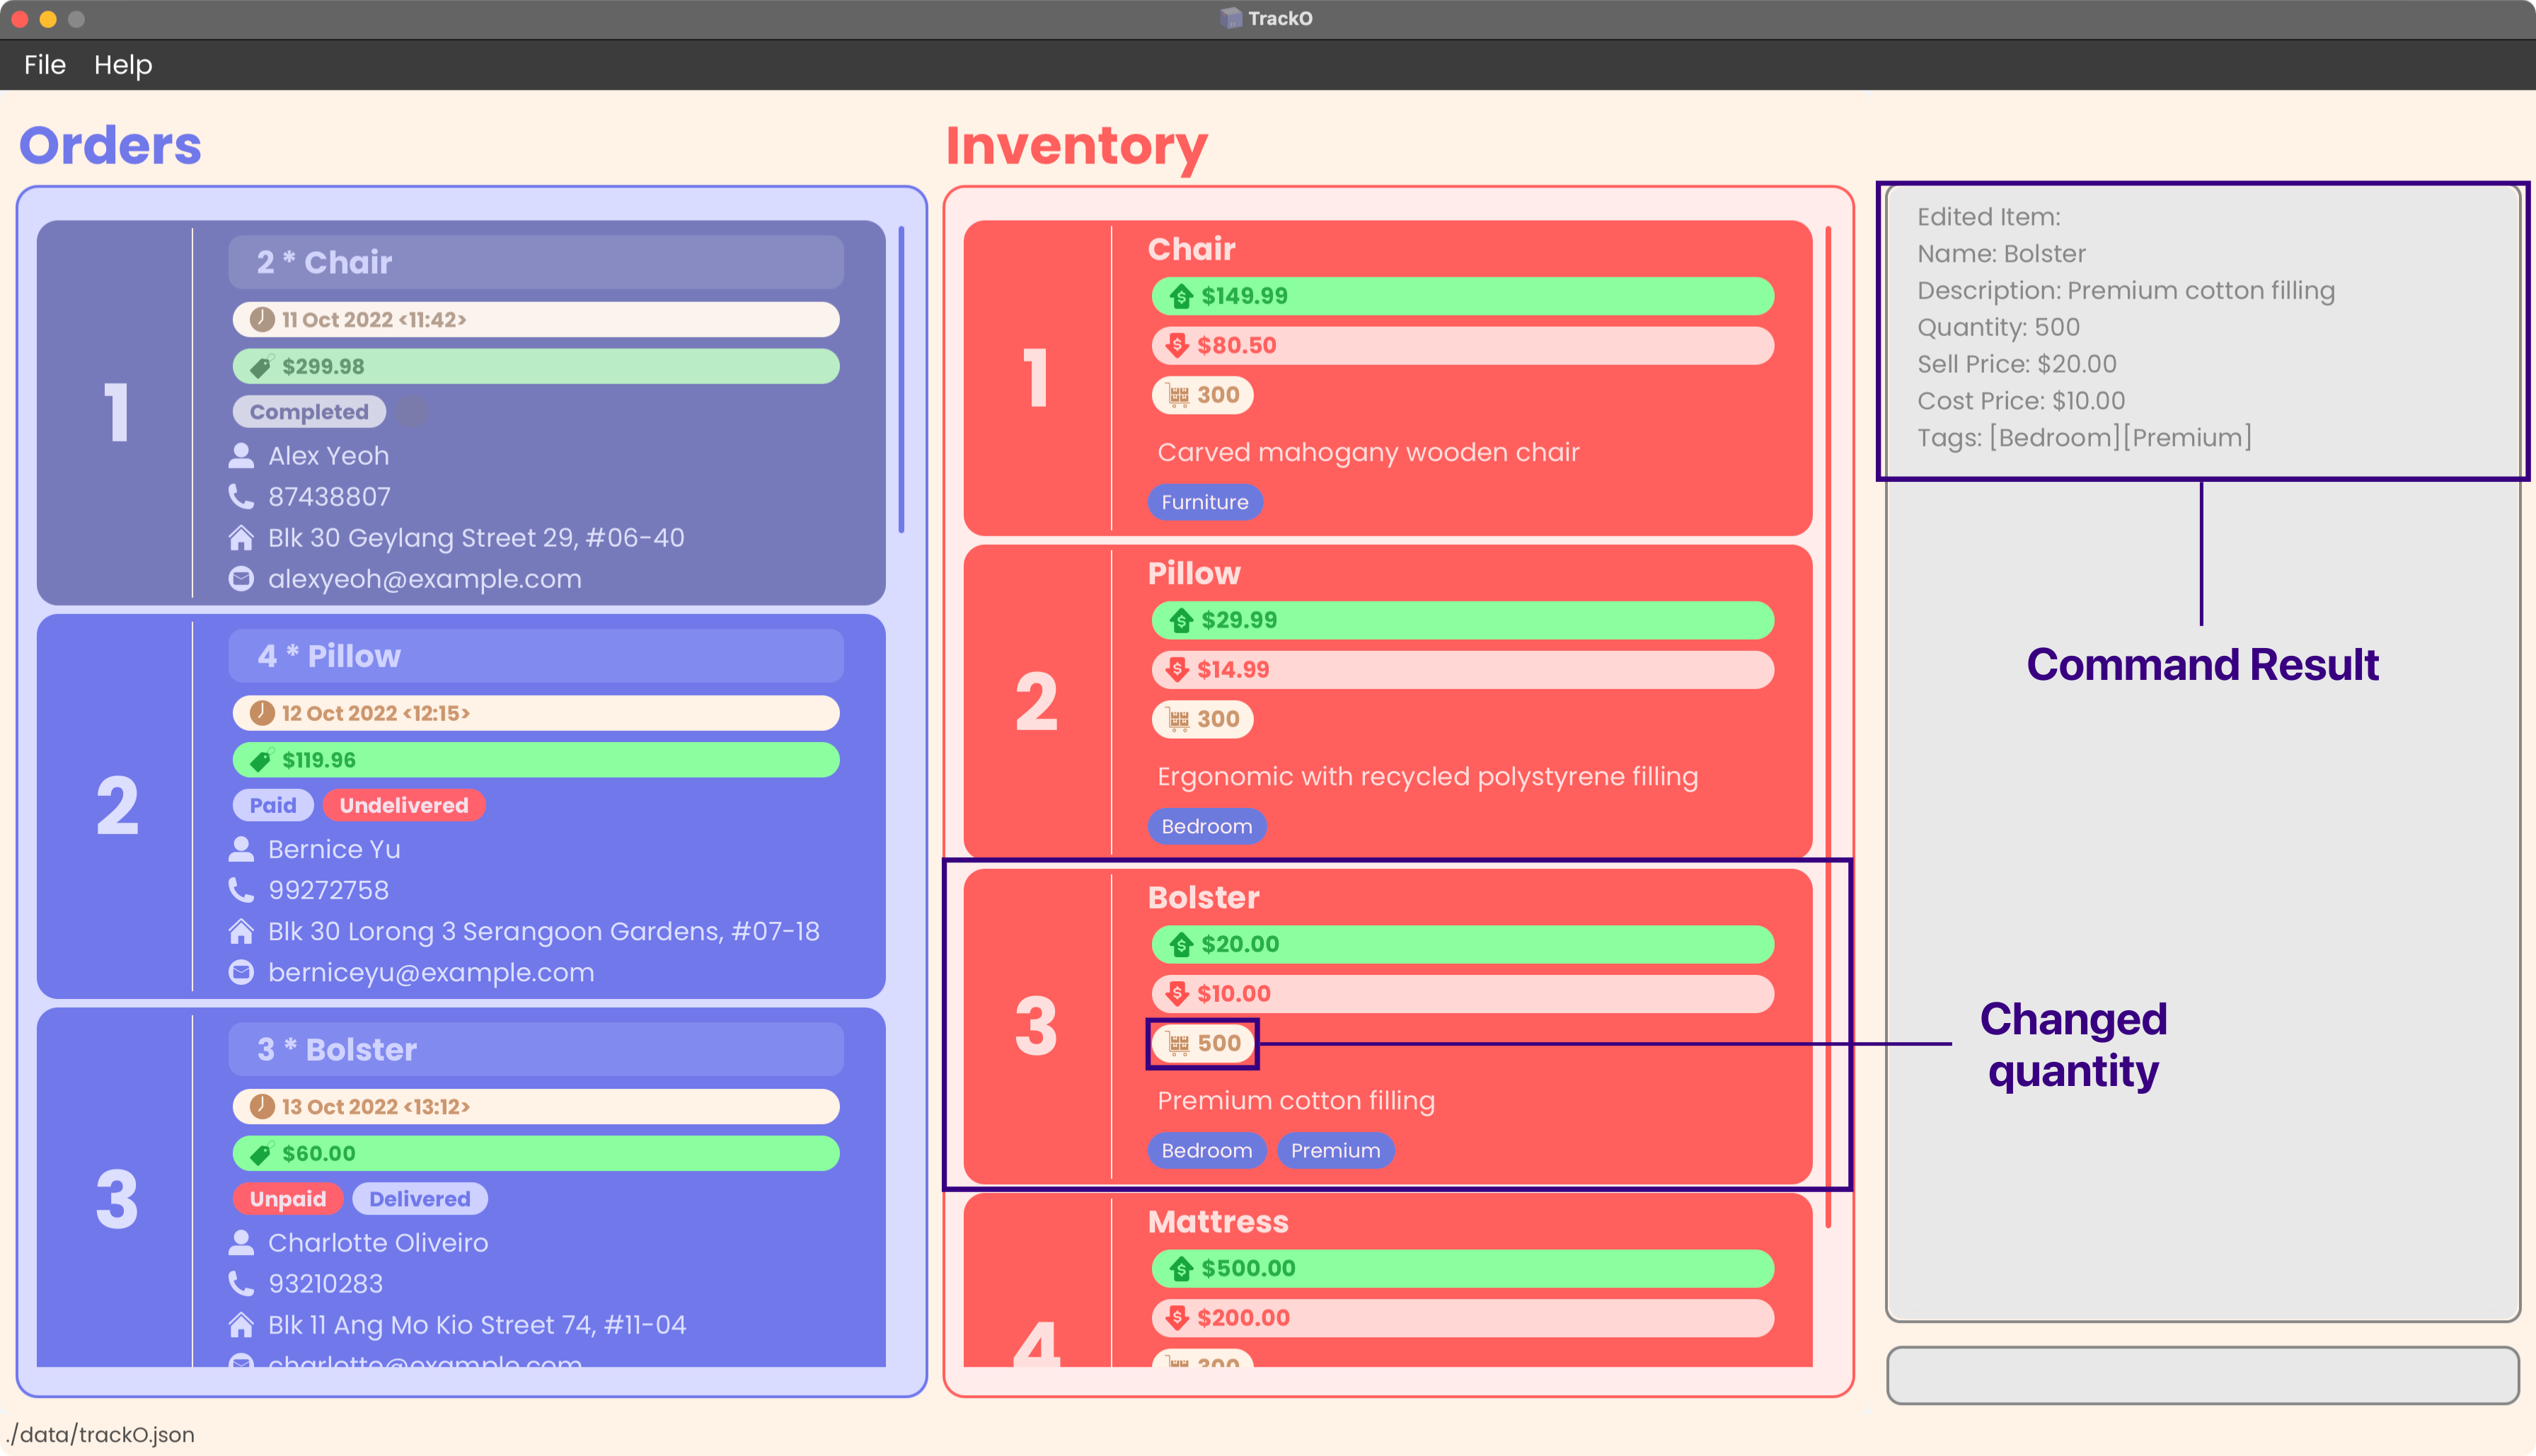 TrackO
File Help
Orders
1
2 * Chair
11 Oct 2022 <11:42>
$299.98
Completed
Alex Yeoh
87438807
Blk 30 Geylang Street 29, #06-40
alexyeoh@example.com
2
4 * Pillow
12 Oct 2022 <12:15>
$119.96
Paid Undelivered
Bernice Yu
99272758
Blk 30 Lorong 3 Serangoon Gardens, #07-18
berniceyu@example.com
3
3 * Bolster
13 Oct 2022 <13:12>
$60.00
Unpaid Delivered
Charlotte Oliveiro
93210283
Blk 11 Ang Mo Kio Street 74, #11-04
charlotte@example.com
Inventory
1
Chair
$149.99
$80.50
300
Carved mahogany wooden chair
Furniture
2
Pillow
$29.99
$14.99
300
Ergonomic with recycled polystyrene filling
Bedroom
3
Bolster
$20.00
$10.00
500
Premium cotton filling
Bedroom Premium
4
Mattress
$500.00
$200.00
300
Edited Item:
Name: Bolster
Description: Premium cotton filling
Quantity: 500
Sell Price: $20.00
Cost Price: $10.00
Tags: [Bedroom][Premium]
Command Result
Changed
quantity
./data/trackO.json